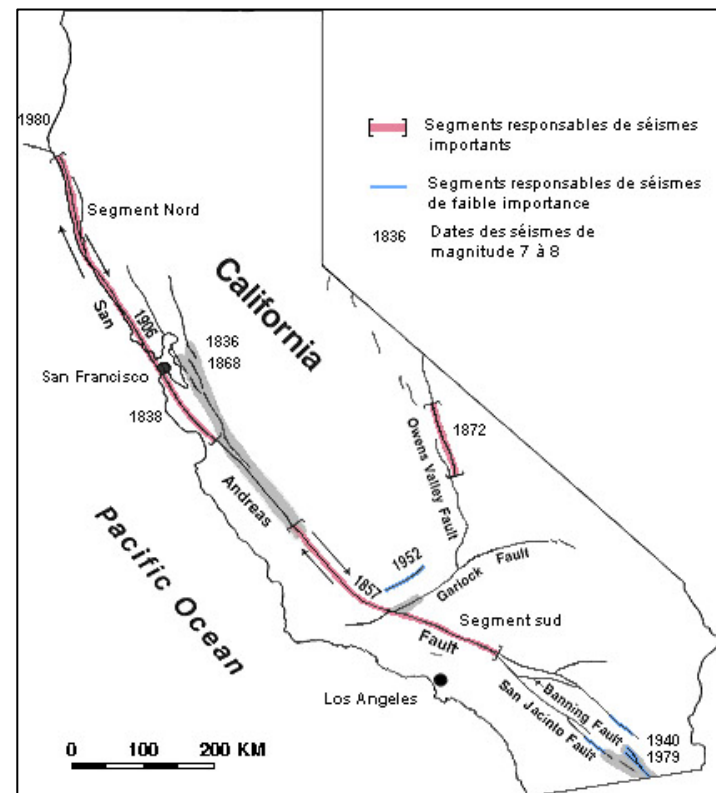 1980
Segments responsables de séismes
importants
Segments responsables de séismes
de faible importance
1836 Dates des séismes de
magnitude 7 à 8
Segment Nord
California
San
1906
1836
1868
San Francisco
1838
1872
Owens Valley Fault
Andreas
Pacific Ocean
1952
1857
Garlock Fault
Segment sud
Fault
Los Angeles
Banning Fault
San Jacinto Fault
1940
1979
0 100 200 KM